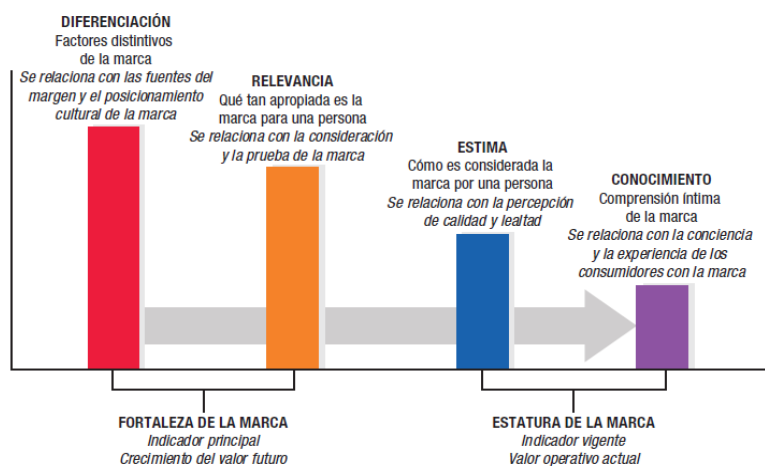 DIFERENCIACIÓN
Factores distintivos
de la marca
Se relaciona con las fuentes del
margen y el posicionamiento
cultural de la marca
RELEVANCIA
Qué tan apropiada es la
marca para una persona
Se relaciona con la consideración
y la prueba de la marca
ESTIMA
Cómo es considerada la
marca por una persona
Se relaciona con la percepción
de calidad y lealtad
CONOCIMIENTO
Comprensión íntima
de la marca
Se relaciona con la conciencia
y la experiencia de los
consumidores con la marca
FORTALEZA DE LA MARCA
Indicador principal
Crecimiento del valor futuro
ESTATURA DE LA MARCA
Indicador vigente
Valor operativo actual